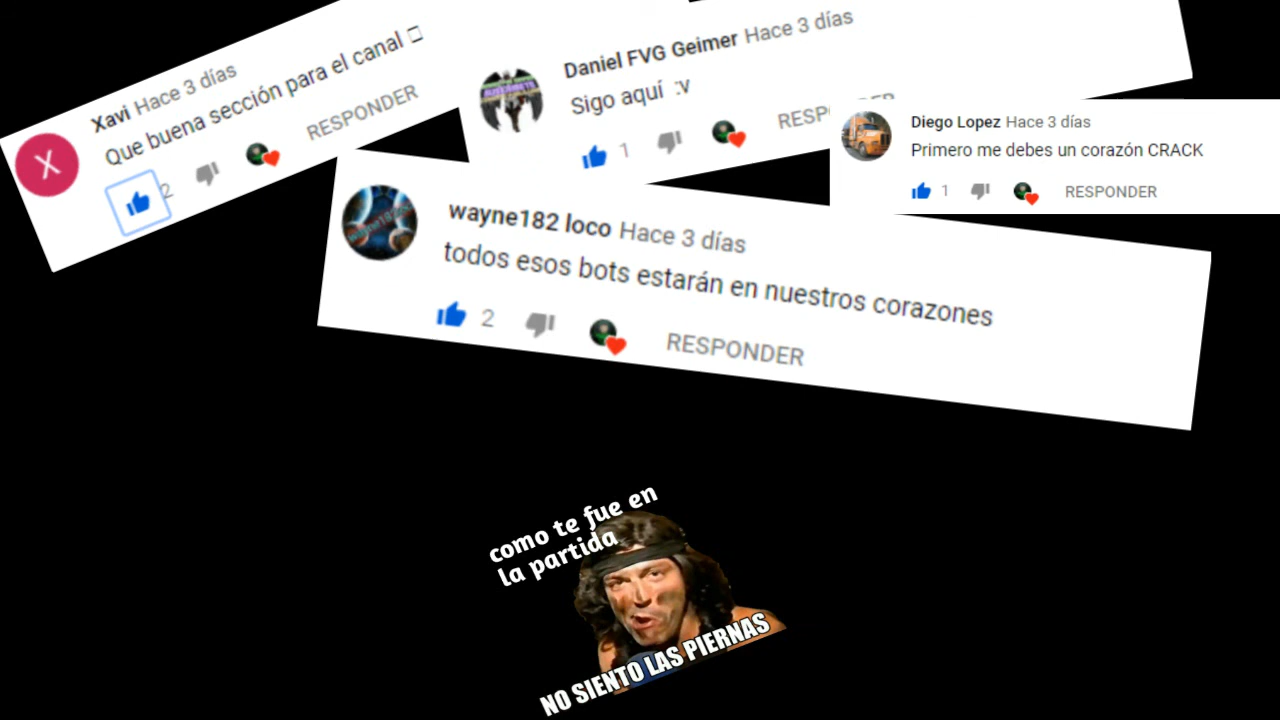 Xavi Hace 3 días
Que buena sección para el canal
2
RESPONDER
Daniel FVG Geimer Hace 3 días
Sigo aquí :v
1
RESP
Diego Lopez Hace 3 días
Primero me debes un corazón CRACK
1
RESPONDER
wayne182 loco Hace 3 días
todos esos bots estarán en nuestros corazones
2
RESPONDER
como te fue en
la partida
NO SIENTO LAS PIERNAS